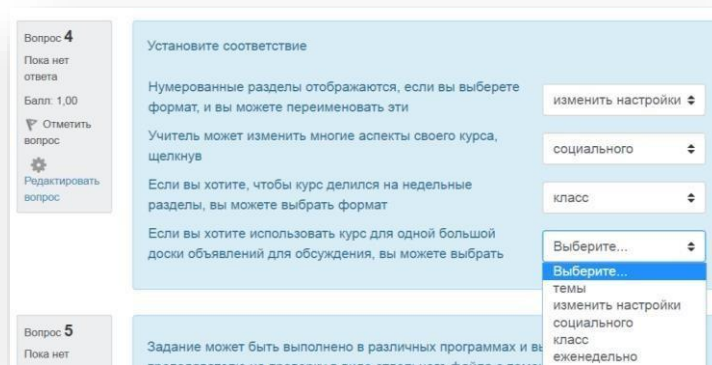 Вопрос 4
Пока нет
ответа
Балл: 1,00
Отметить
вопрос
Редактировать
вопрос
Установите соответствие
Нумерованные разделы отображаются, если вы выберете
формат, и вы можете переименовать эти
изменить настройки
Учитель может изменить многие аспекты своего курса,
щелкнув
социального
Если вы хотите, чтобы курс делился на недельные
разделы, вы можете выбрать формат
класс
Если вы хотите использовать курс для одной большой
доски объявлений для обсуждения, вы можете выбрать
Выберите...
Выберите...
темы
изменить настройки
социального
класс
еженедельно
Вопрос 5
Пока нет
Задание может быть выполнено в различных программах и